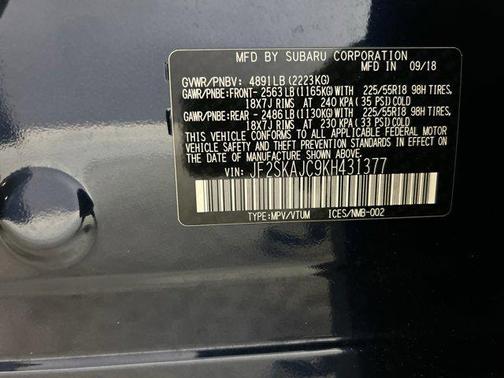 MFD. BY SUBARU CORPORATION 09/18
GVWR/PNBV: 4891LB (2223KG)
GAWR/PNBE:FRONT-2563LB(1165KG)WITH 225/55R18 98H TIRES,
18X7J RIMS AT 240 KPA (35 PSI)COLD
GAWR/PNBE:REAR -2486LB(1130KG)WITH 225/55R18 98H TIRES,
18X7J RIMS AT 230 KPA (33 PSI)COLD
THIS VEHICLE CONFORMS TO ALL APPLICABLE FEDERAL MOTOR
VEHICLE SAFETY AND THEFT PREVENTION STANDARDS IN EFFECT
ON THE DATE OF MANUFACTURE SHOWN ABOVE.
VIN: JF2SKAJC9KH431377
TYPE:MPV/VTUM ICES/NMB-002